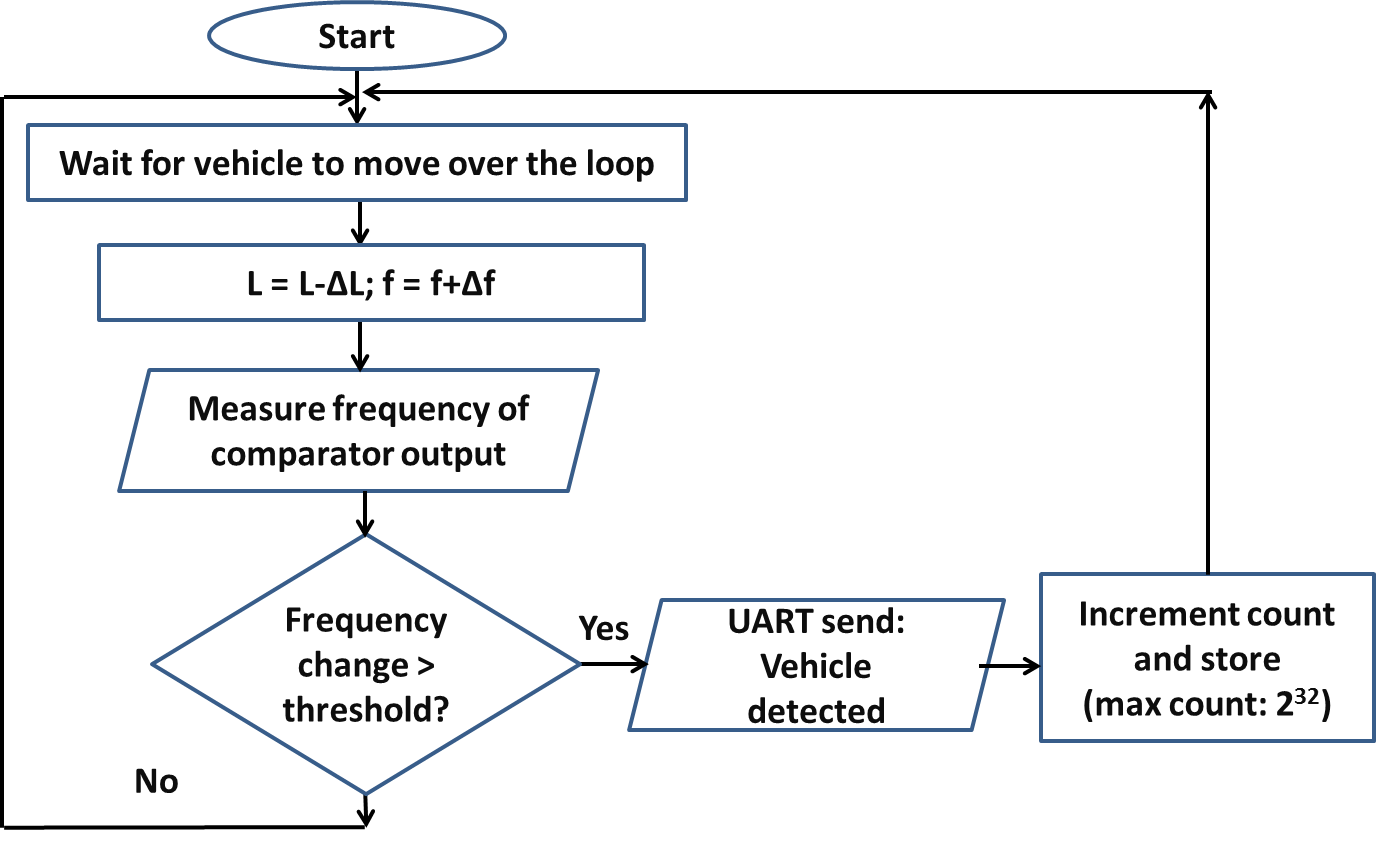 Start
Wait for vehicle to move over the loop
L = L-ΔL; f = f+Δf
Measure frequency of
comparator output
Frequency
change >
threshold?
Yes
UART send:
Vehicle
detected
Increment count
and store
(max count: 2³²)
No